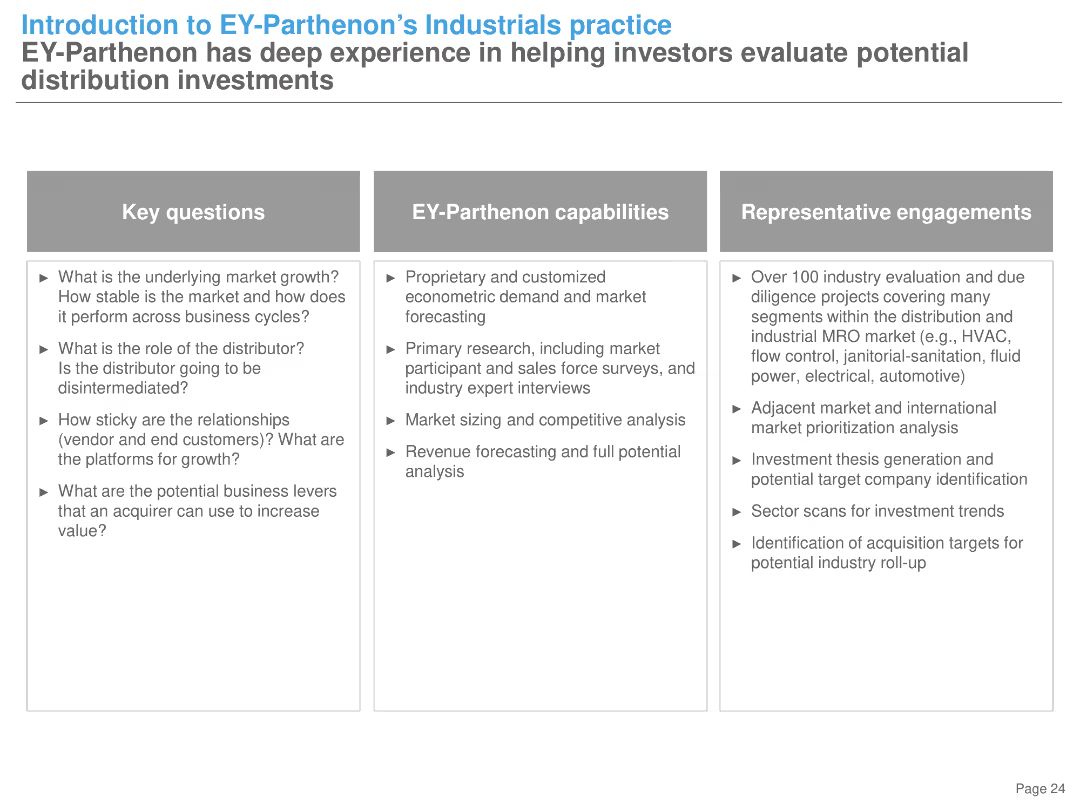 Introduction to EY-Parthenon’s Industrials practice
EY-Parthenon has deep experience in helping investors evaluate potential
distribution investments
Key questions
► What is the underlying market growth?
How stable is the market and how does
it perform across business cycles?
► What is the role of the distributor?
Is the distributor going to be
disintermediated?
► How sticky are the relationships
(vendor and end customers)? What are
the platforms for growth?
► What are the potential business levers
that an acquirer can use to increase
value?
EY-Parthenon capabilities
► Proprietary and customized
econometric demand and market
forecasting
► Primary research, including market
participant and sales force surveys, and
industry expert interviews
► Market sizing and competitive analysis
► Revenue forecasting and full potential
analysis
Representative engagements
► Over 100 industry evaluation and due
diligence projects covering many
segments within the distribution and
industrial MRO market (e.g., HVAC,
flow control, janitorial-sanitation, fluid
power, electrical, automotive)
► Adjacent market and international
market prioritization analysis
► Investment thesis generation and
potential target company identification
► Sector scans for investment trends
► Identification of acquisition targets for
potential industry roll-up
Page 24